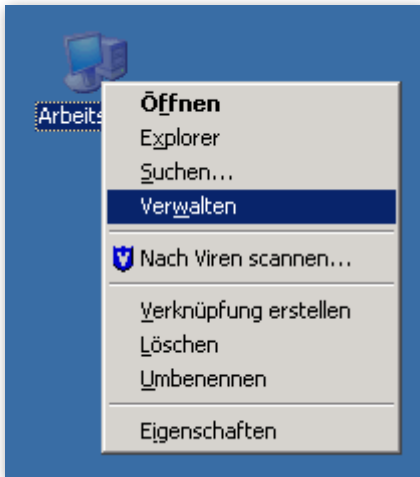 Arbeits
Öffnen
Explorer
Suchen...
Verwalten
Nach Viren scannen...
Verknüpfung erstellen
Löschen
Umbenennen
Eigenschaften